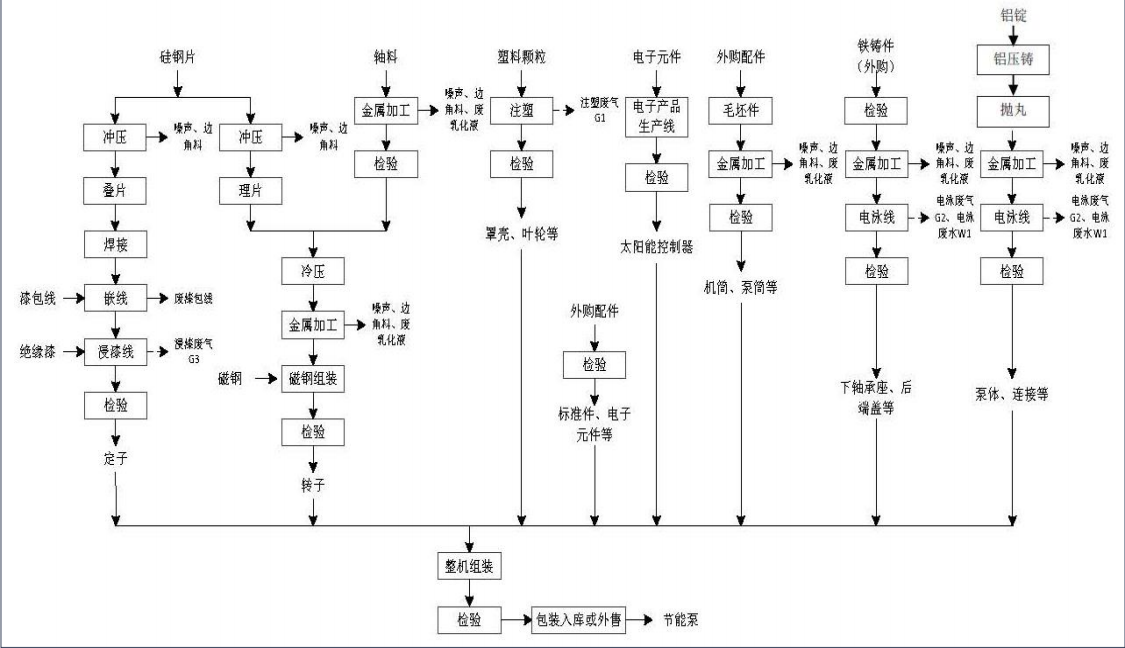 铝锭
硅钢片
轴料
塑料颗粒
电子元件
外购配件
铁铸件
（外购）
铝压铸
金属加工
噪声、边
角料、废
乳化液
注塑
注塑废气
G1
电子产品
生产线
毛坯件
检验
抛丸
冲压
噪声、边
角料
冲压
噪声、边
角料
检验
检验
检验
金属加工
噪声、边
角料、废
乳化液
金属加工
噪声、边
角料、废
乳化液
金属加工
噪声、边
角料、废
乳化液
叠片
理片
检验
电泳线
电泳废气
G2、电泳
废水W1
电泳线
电泳废气
G2、电泳
废水W1
焊接
罩壳、叶轮等
太阳能控制器
冷压
检验
检验
机筒、泵筒等
漆包线
嵌线
废漆包线
金属加工
噪声、边
角料、废
乳化液
外购配件
绝缘漆
浸漆线
浸漆废气
G3
检验
磁钢
磁钢组装
下轴承座、后
端盖等
泵体、连接等
检验
标准件、电子
元件等
检验
定子
转子
整机组装
检验
包装入库或外售
节能泵